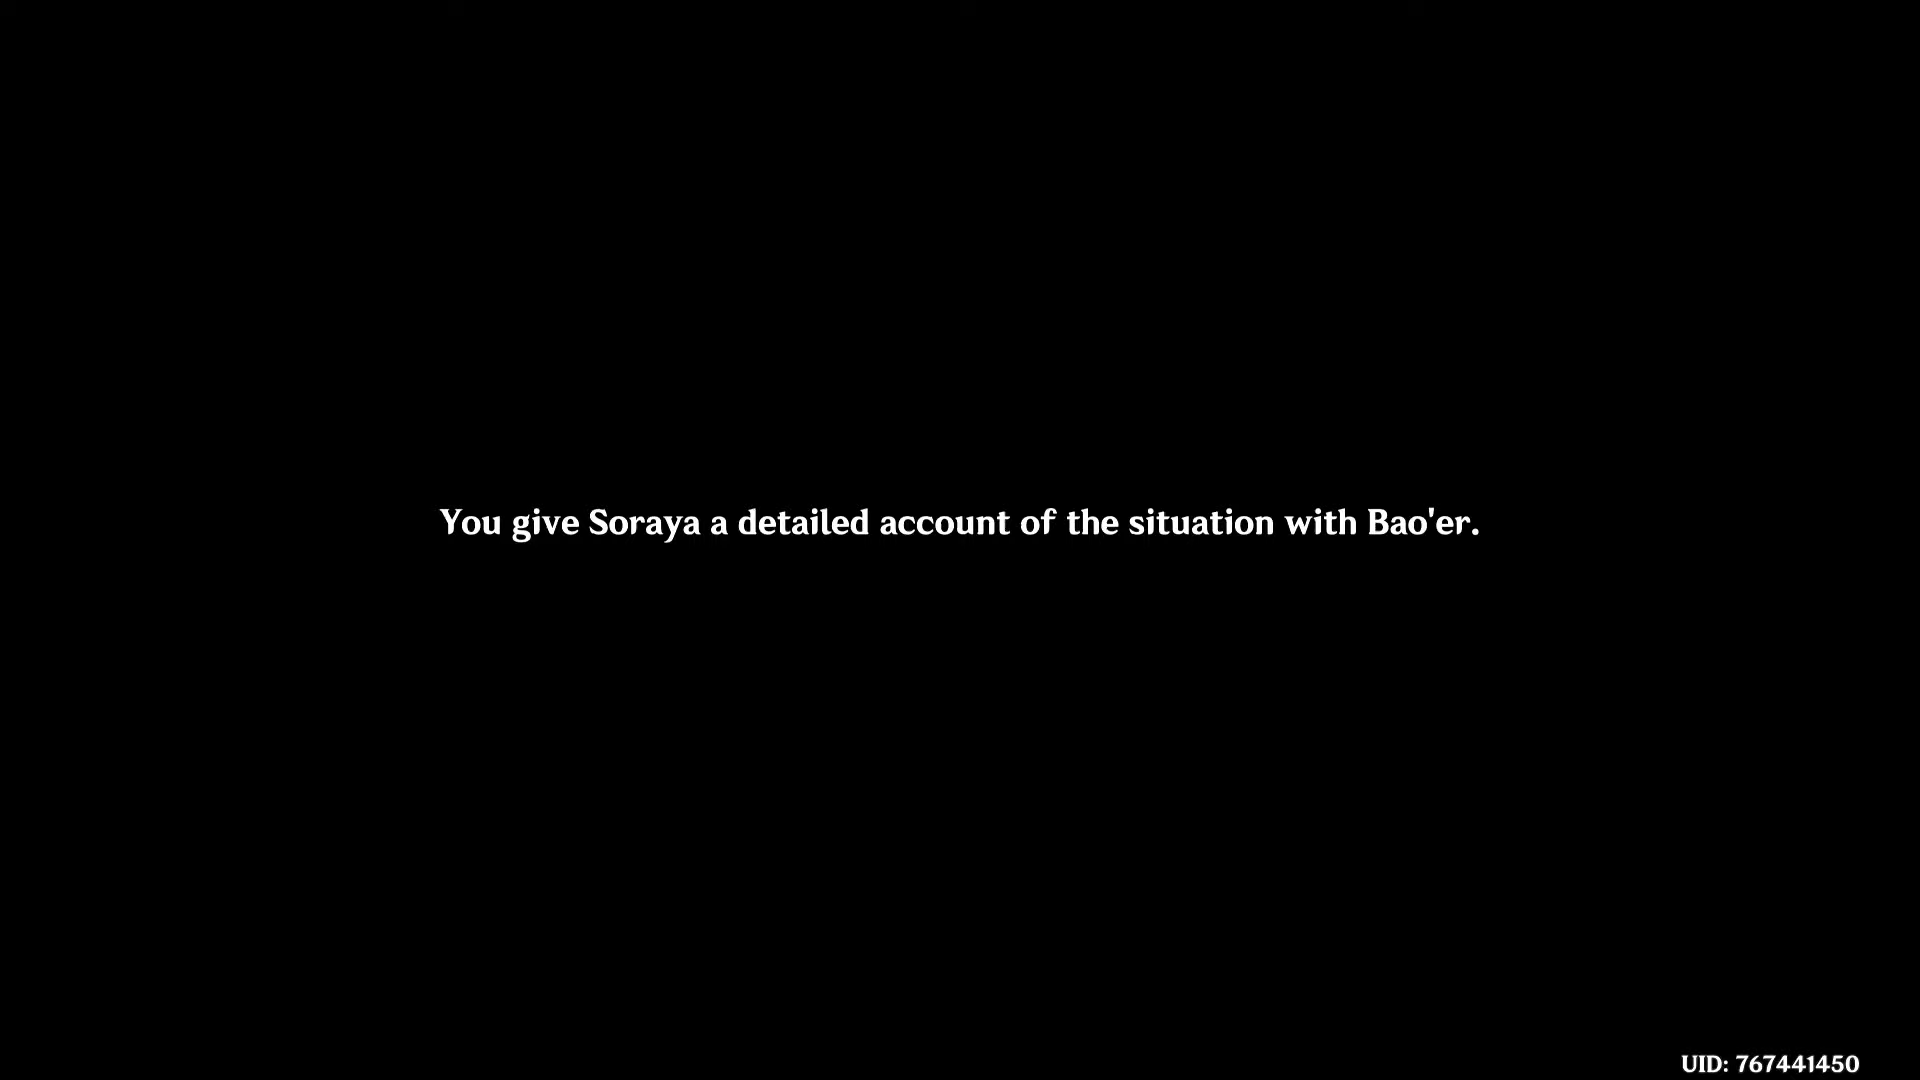 You give Soraya a detailed account of the situation with Bao'er.
UID: 767441450